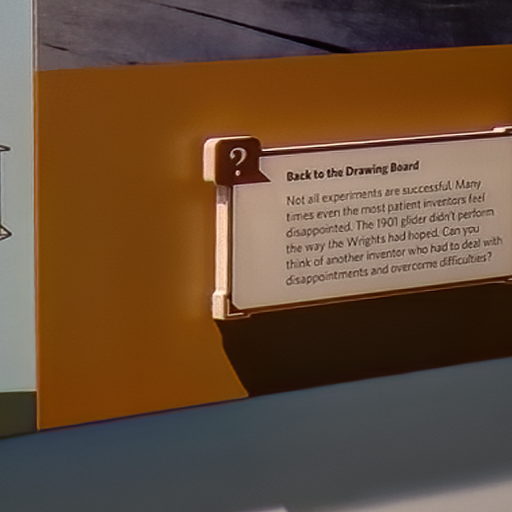 ?
Back to the Drawing Board
Not all experiments are successful. Many
times even the most patient inventors feel
disappointed. The 1901 glider didn't perform
the way the Wrights had hoped. Can you
think of another inventor who had to deal with
disappointments and overcome difficulties?